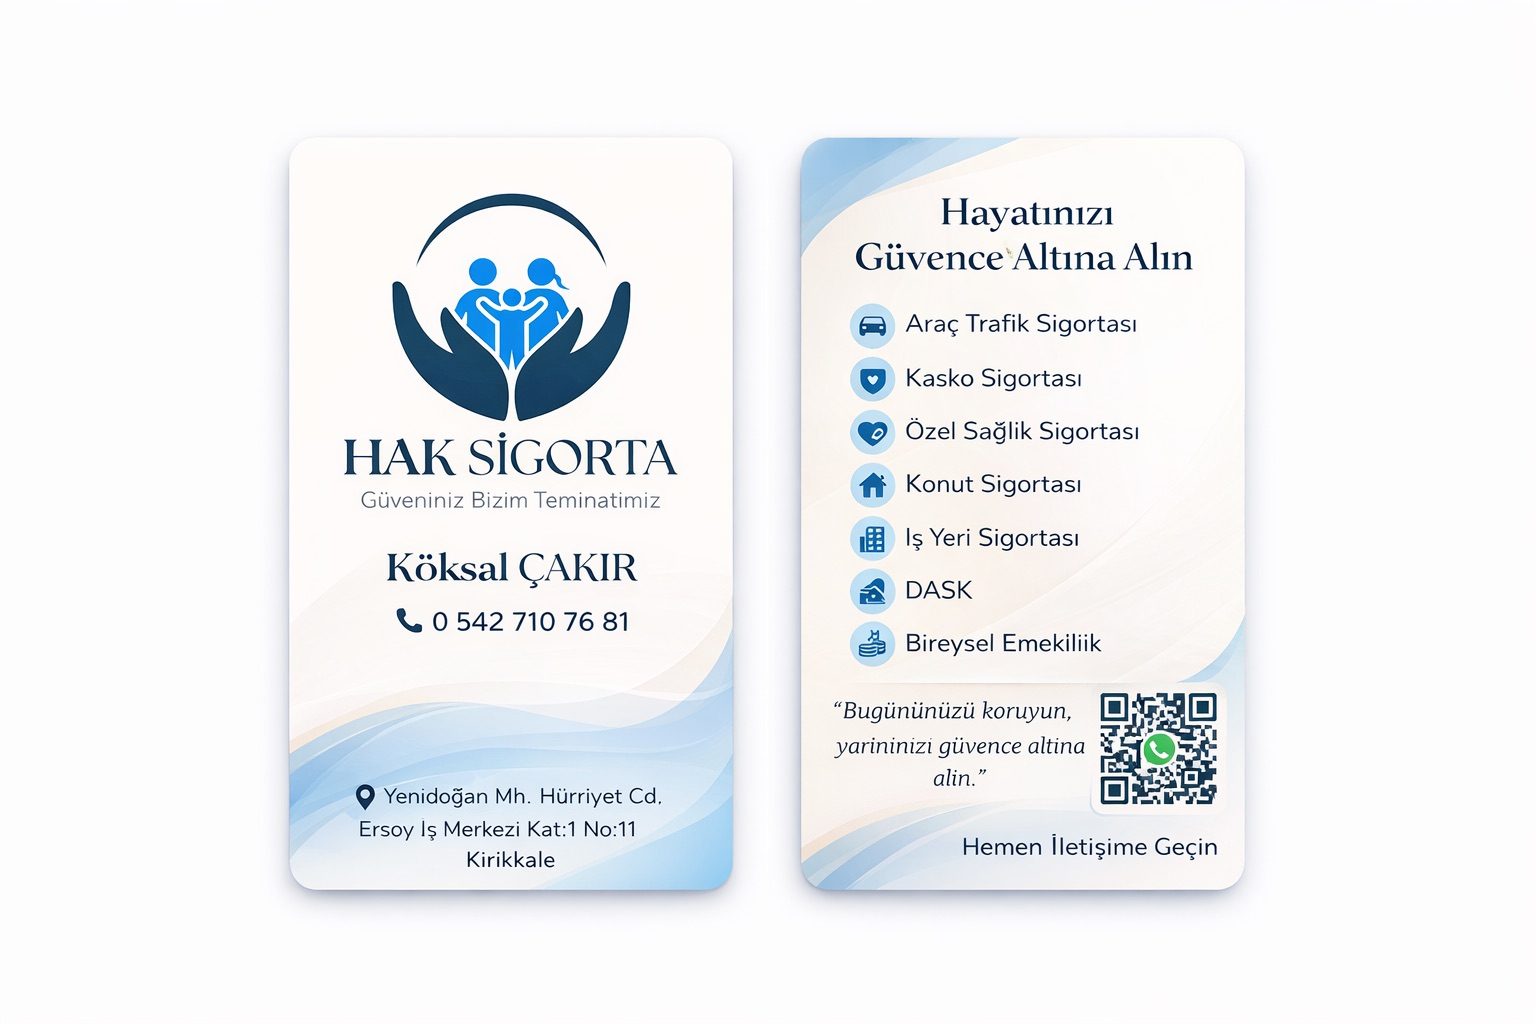 HAK SİGORTA
Güveniniz Bizim Teminatimiz
Köksal ÇAKIR
0 542 710 76 81
Yenidoğan Mh. Hürriyet Cd.
Ersoy Iş Merkezi Kat:1 No:11
Kirikkale
Hayatınızı
Güvence Altına Alın
Araç Trafik Sigortası
Kasko Sigortası
Özel Sağlik Sigortası
Konut Sigortası
Iş Yeri Sigortası
DASK
Bireysel Emekiliik
“Bugününüzü koruyun,
yarininizi güvence altina
alin.”
Hemen İletişime Geçin